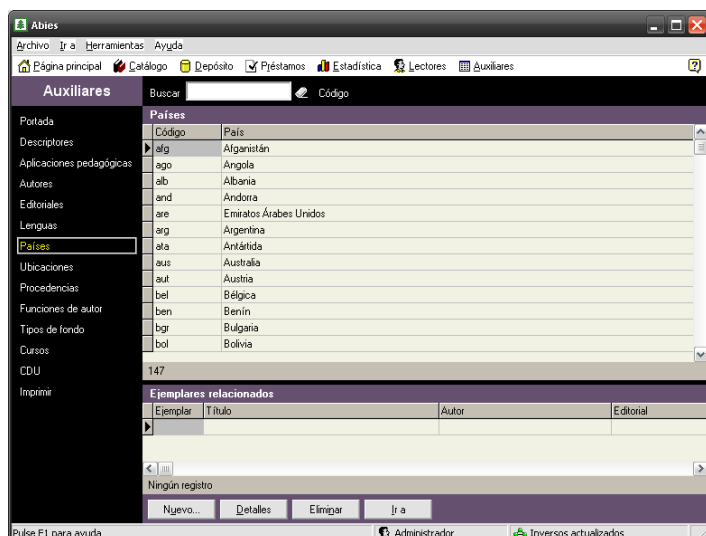 Abies
Archivo Ir a Herramientas Ayuda
Página principal Catálogo Depósito Préstamos Estadística Lectores Auxiliares
Auxiliares
Buscar Código
Portada
Descriptores
Aplicaciones pedagógicas
Autores
Editoriales
Lenguas
Países
Ubicaciones
Procedencias
Funciones de autor
Tipos de fondo
Cursos
CDU
Imprimir
Países
Código País
afg Afganistán
ago Angola
alb Albania
and Andorra
are Emiratos Árabes Unidos
arg Argentina
ata Antártida
aus Australia
aut Austria
bel Bélgica
ben Benín
bgr Bulgaria
bol Bolivia
147
Ejemplares relacionados
Ejemplar Título Autor Editorial
Ningún registro
Nuevo... Detalles Eliminar Ir a
Pulse F1 para ayuda Administrador Inversos actualizados